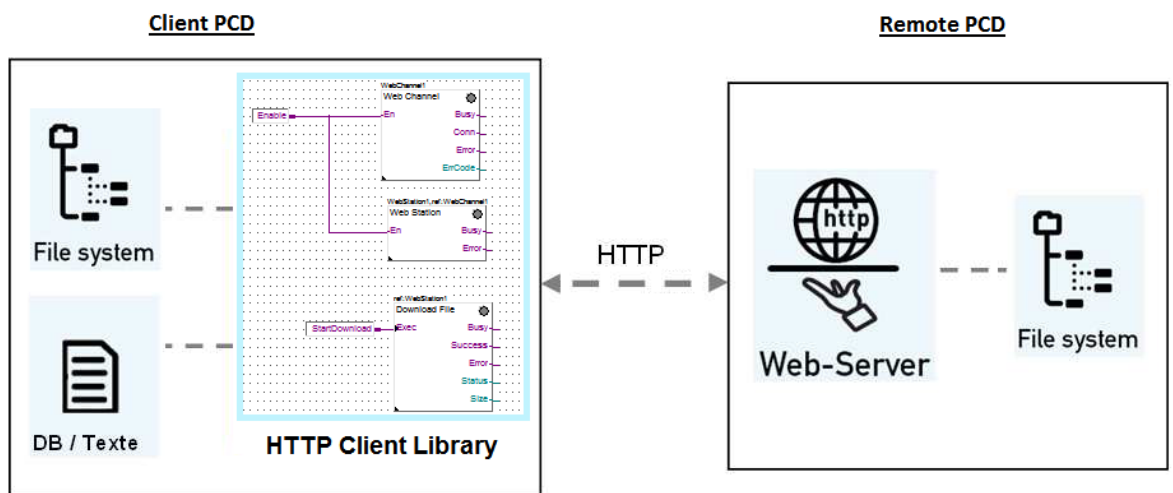 Client PCD
Remote PCD
WebChannel1
Web Channel
Enable
En
Busy
Conn
Error
ErrCode
WebStation1,ref:WebChannel1
Web Station
En
Busy
Error
ref:WebStation1
Download File
StartDownload
Exec
Busy
Success
Error
Status
Size
File system
DB / Texte
HTTP Client Library
HTTP
http
Web-Server
File system